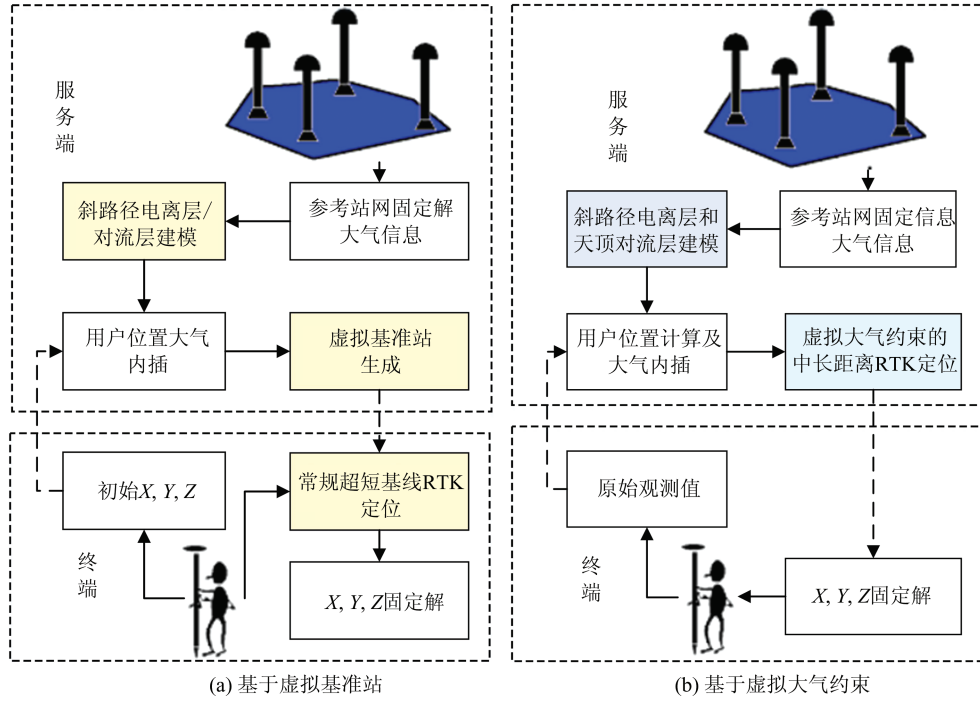 服务端
斜路径电离层/
对流层建模
参考站网固定解
大气信息
用户位置大气
内插
虚拟基准站
生成
初始X, Y, Z
常规超短基线RTK
定位
终端
X, Y, Z固定解
(a) 基于虚拟基准站
服务端
斜路径电离层和
天顶对流层建模
参考站网固定信息
大气信息
用户位置计算及
大气内插
虚拟大气约束的
中长距离RTK定位
原始观测值
终端
X, Y, Z固定解
(b) 基于虚拟大气约束